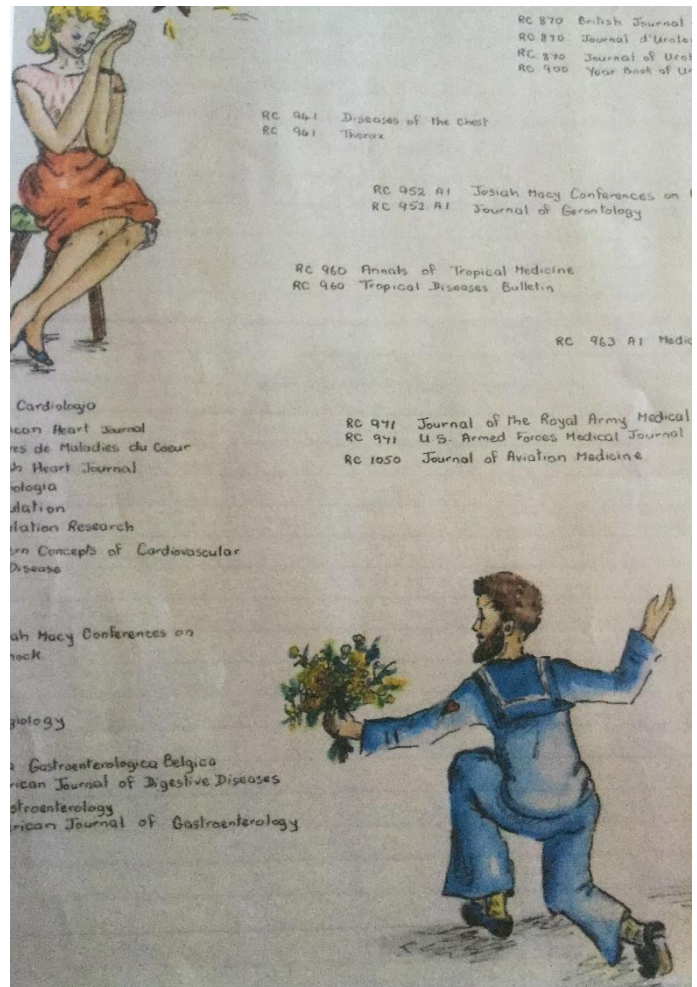 RC 870 British Journal
RC 870 Journal d'Urolo
RC 870 Journal of Urol
RC 900 Year Book of Ur
RC 941 Diseases of the Chest
RC 941 Thorax
RC 952 A1 Josiah Macy Conferences on
RC 952 A1 Journal of Gerontology
RC 960 Annals of Tropical Medicine
RC 960 Tropical Diseases Bulletin
RC 963 A1 Medic
RC 971 Journal of the Royal Army Medical
RC 971 U.S. Armed Forces Medical Journal
RC 1050 Journal of Aviation Medicine
Cardiologia
ican Heart Journal
es de Maladies du Coeur
h Heart Journal
ologia
ulation
ulation Research
ern Concepts of Cardiovascular
Disease
ah Macy Conferences on
hock
giology
Gastroenterologica Belgica
rican Journal of Digestive Diseases
stroenterology
rican Journal of Gastroenterology